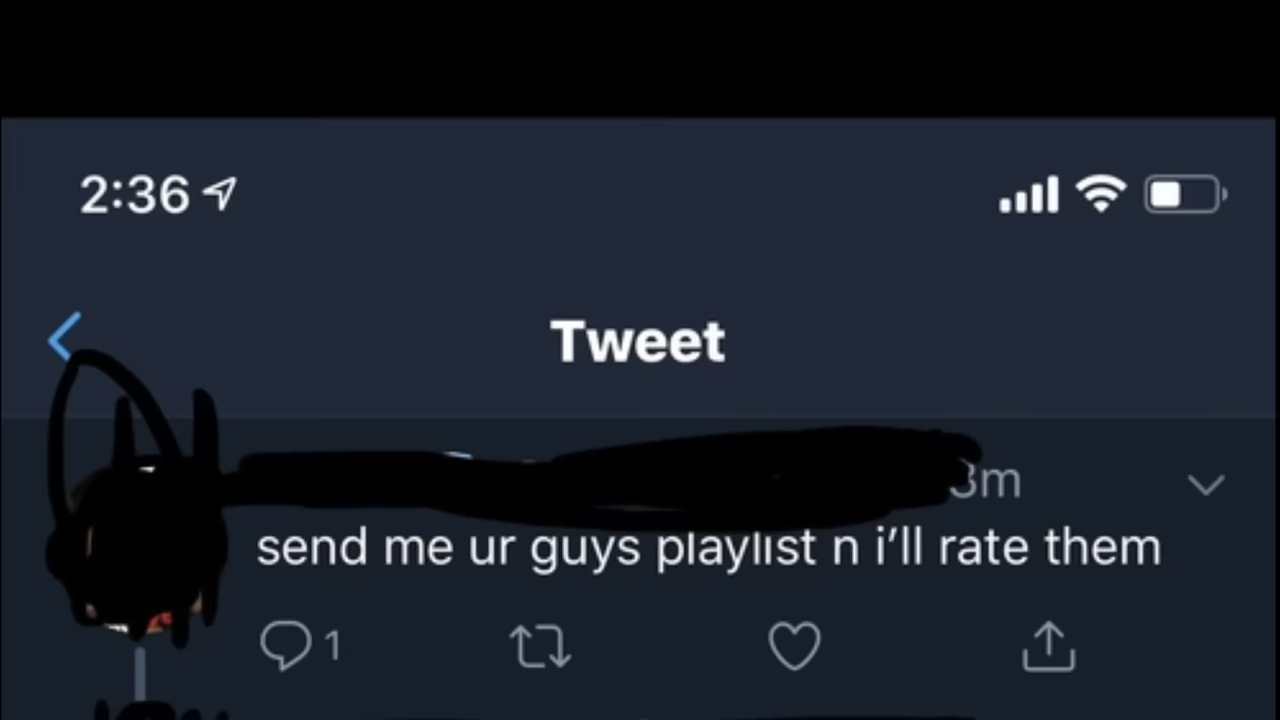 2:36
Tweet
3m
send me ur guys playlist n i’ll rate them
1